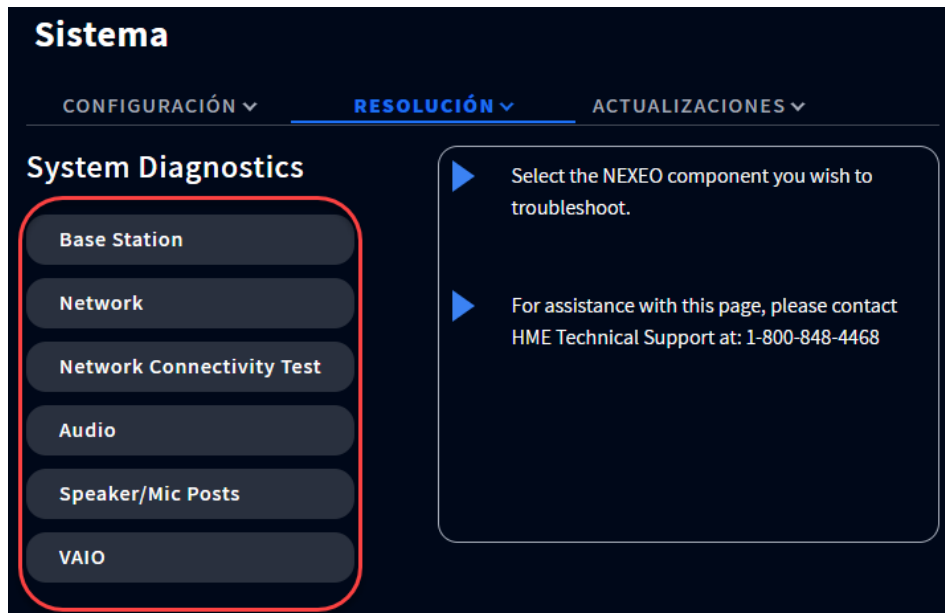 Sistema
CONFIGURACIÓN
RESOLUCIÓN
ACTUALIZACIONES
System Diagnostics
Base Station
Network
Network Connectivity Test
Audio
Speaker/Mic Posts
VAIO
Select the NEXEO component you wish to
troubleshoot.
For assistance with this page, please contact
HME Technical Support at: 1-800-848-4468